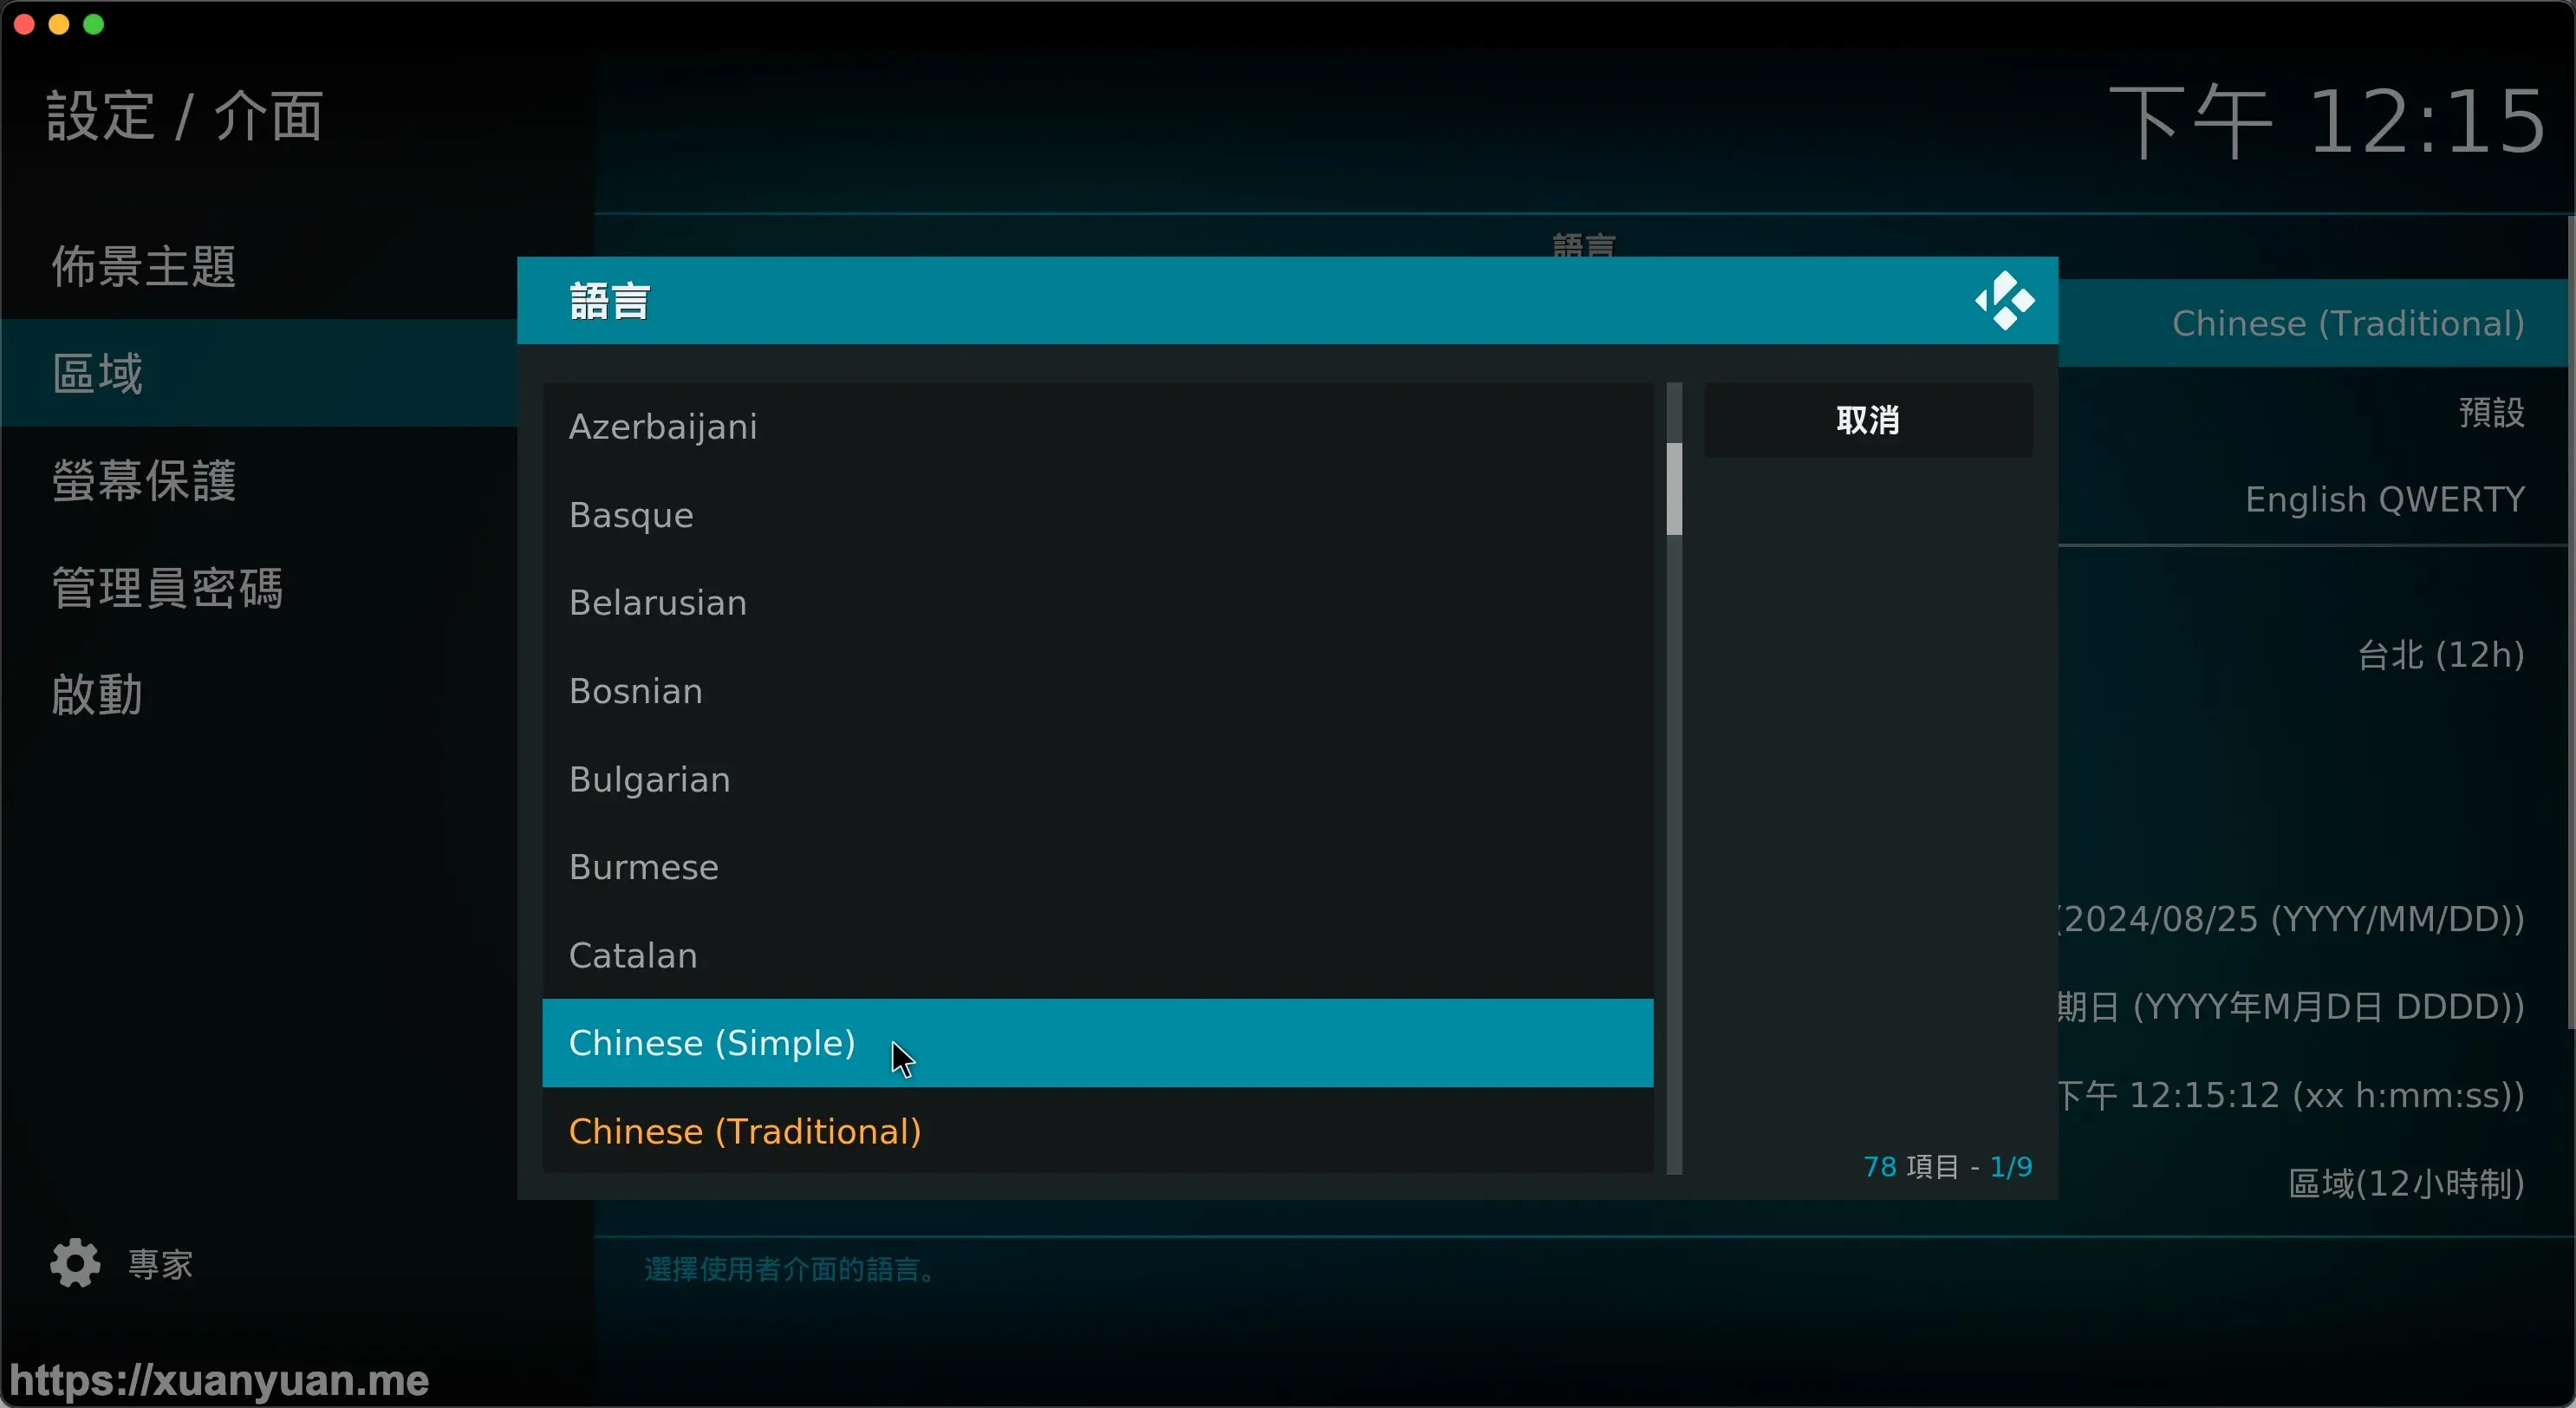 設定 / 介面
下午 12:15
佈景主題
區域
螢幕保護
管理員密碼
啟動
專家
語言
語言
Azerbaijani
Basque
Belarusian
Bosnian
Bulgarian
Burmese
Catalan
Chinese (Simple)
Chinese (Traditional)
取消
78 項目 - 1/9
Chinese (Traditional)
預設
English QWERTY
台北 (12h)
(2024/08/25 (YYYY/MM/DD))
期日 (YYYY年M月D日 DDDD))
下午 12:15:12 (xx h:mm:ss))
區域(12小時制)
選擇使用者介面的語言。
https://xuanyuan.me